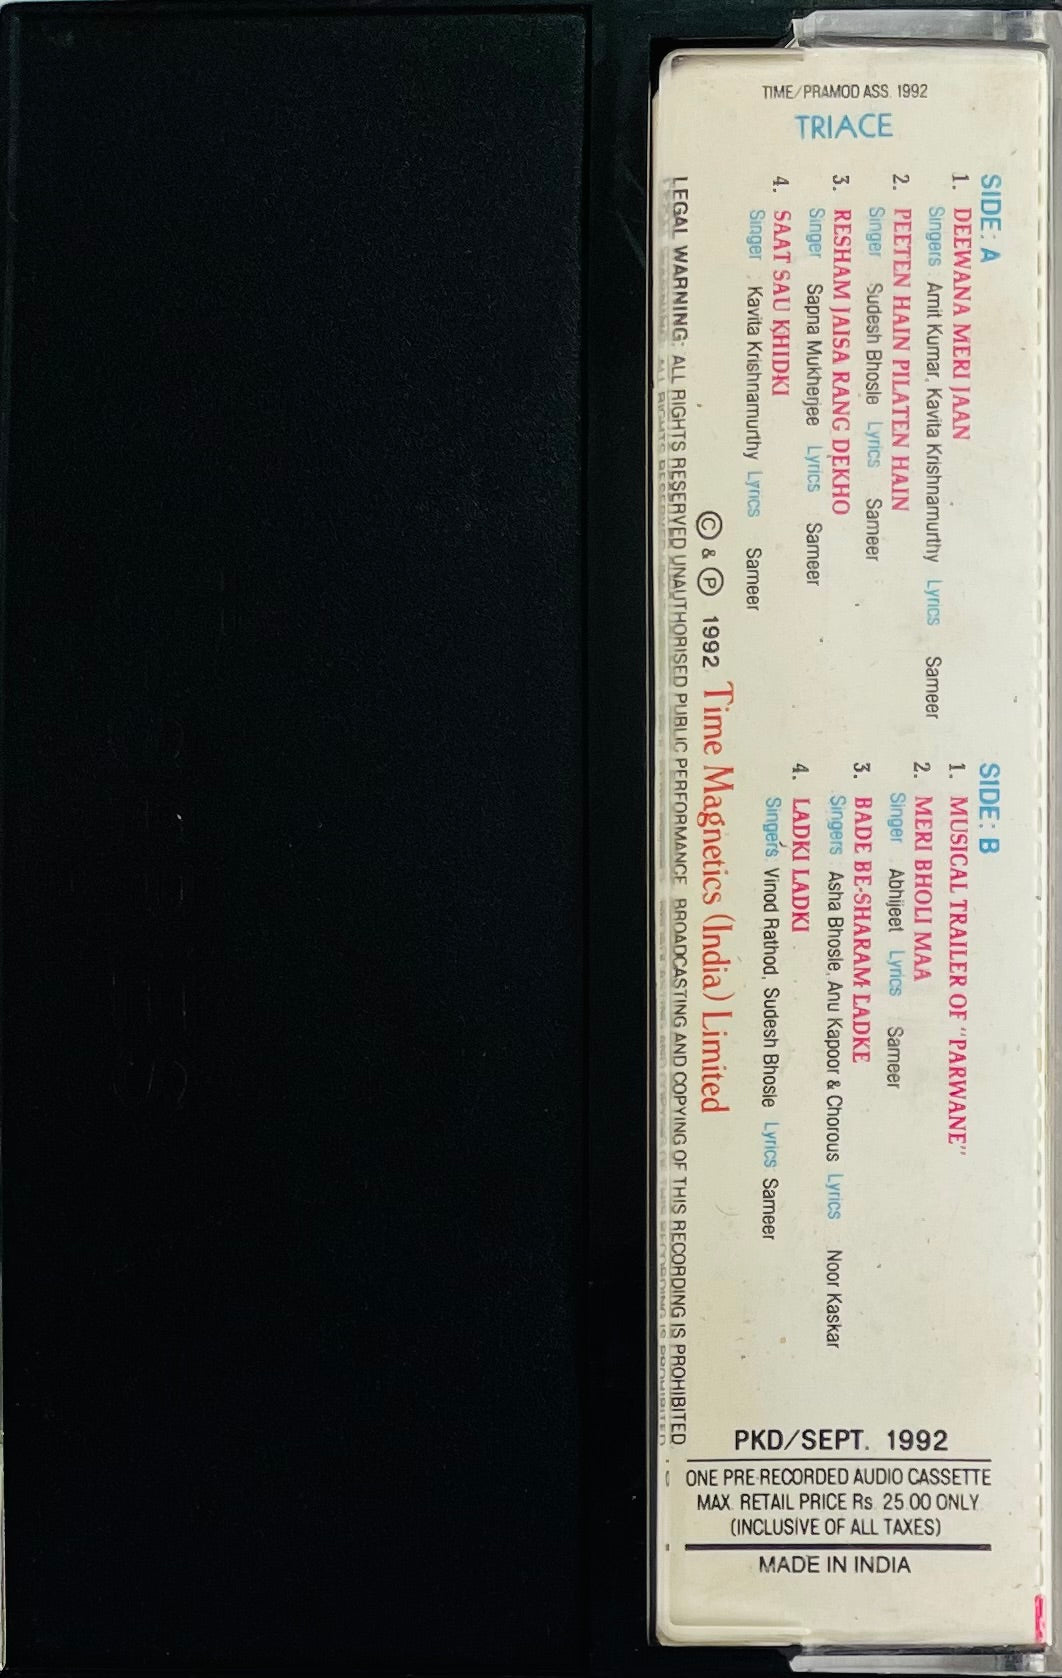 TIME/PRAMOD ASS. 1992
TRIACE
SIDE: A
1. DEEWANA MERI JAAN
Singers : Amit Kumar, Kavita Krishnamurthy Lyrics Sameer
2. PEETEN HAIN PILATEN HAIN
Singer Sudesh Bhosle Lyrics Sameer
3. RESHAM JAISA RANG DEKHO
Singer Sapna Mukherjee Lyrics Sameer
4. SAAT SAU KHIDKI
Singer : Kavita Krishnamurthy Lyrics Sameer
SIDE: B
1. MUSICAL TRAILER OF "PARWANE"
2. MERI BHOLI MAA
Singer Abhijeet Lyrics Sameer
3. BADE BE-SHARAM LADKE
Singers : Asha Bhosle, Anu Kapoor & Chorous Lyrics Noor Kaskar
4. LADKI LADKI
Singers: Vinod Rathod, Sudesh Bhosle Lyrics Sameer
© & ℗ 1992 Time Magnetics (India) Limited
LEGAL WARNING: ALL RIGHTS RESERVED UNAUTHORISED PUBLIC PERFORMANCE BROADCASTING AND COPYING OF THIS RECORDING IS PROHIBITED
PKD/SEPT. 1992
ONE PRE-RECORDED AUDIO CASSETTE
MAX. RETAIL PRICE Rs. 25.00 ONLY
(INCLUSIVE OF ALL TAXES)
MADE IN INDIA